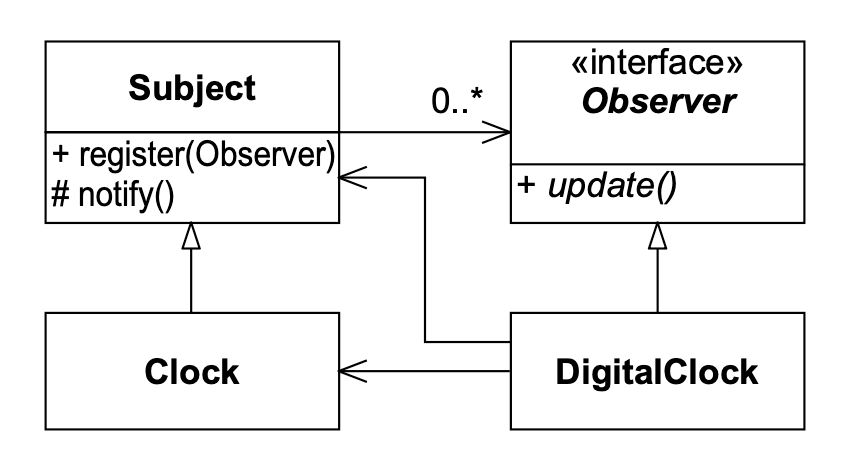 Subject
+ register(Observer)
# notify()
0..*
«interface»
Observer
+ update()
Clock
DigitalClock